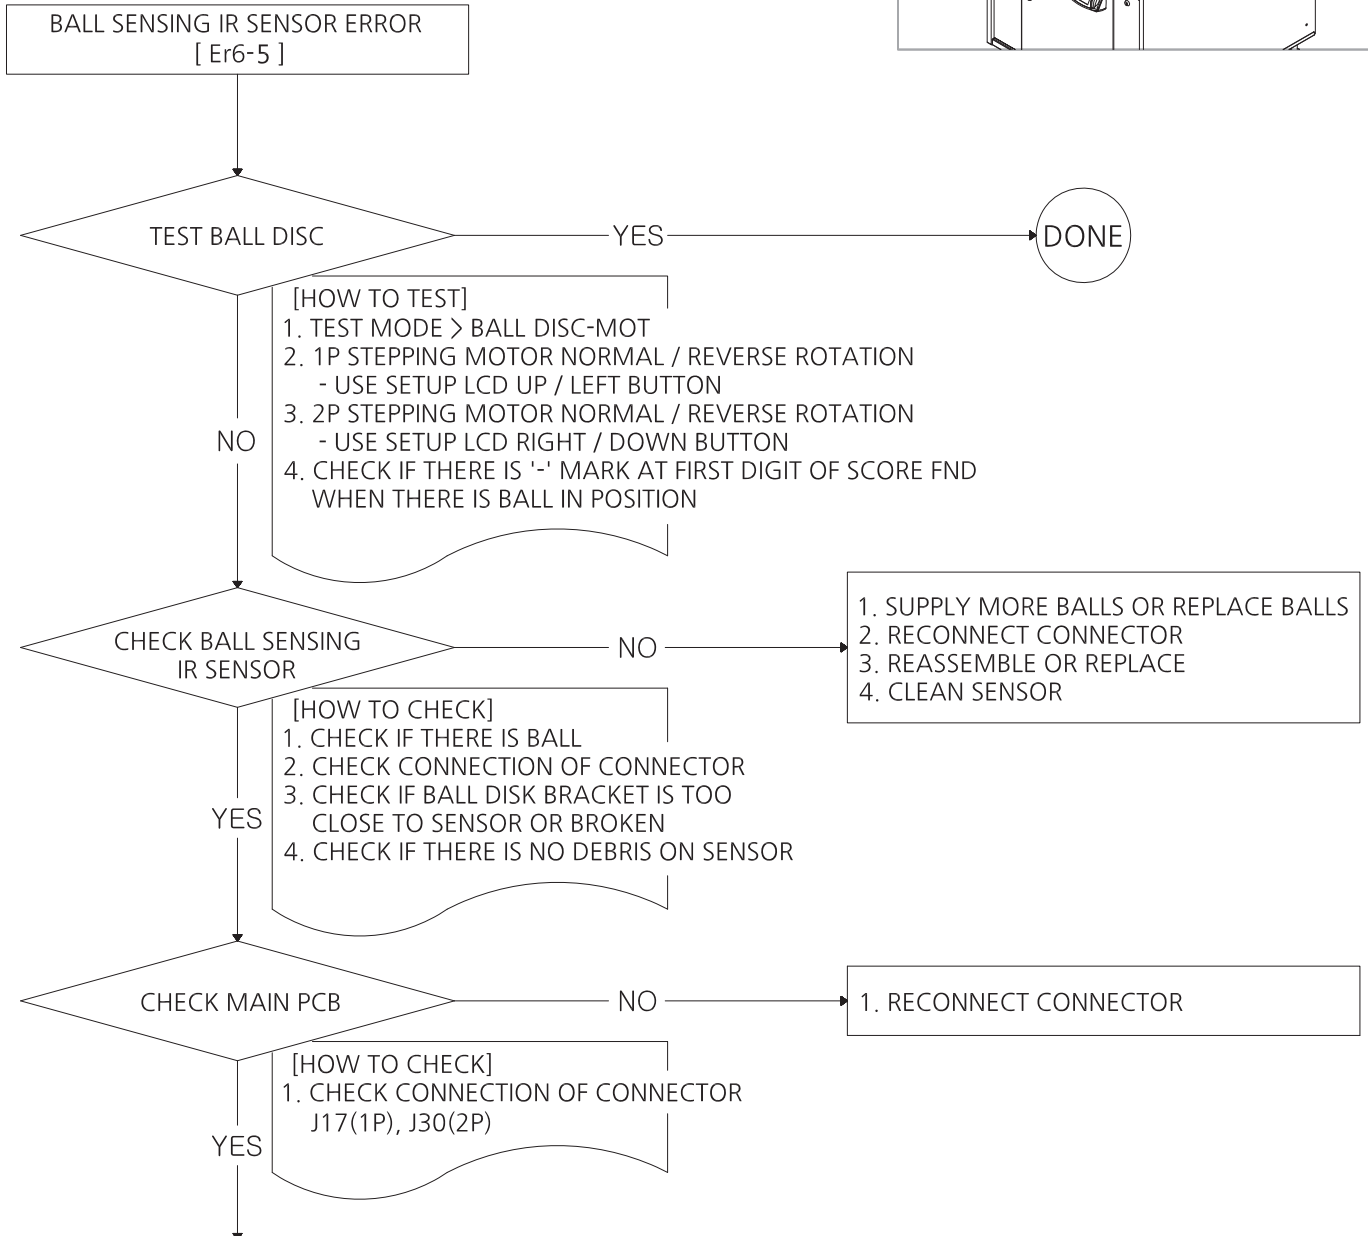 BALL SENSING IR SENSOR ERROR
[ Er6-5 ]
TEST BALL DISC
YES
DONE
[HOW TO TEST]
1. TEST MODE > BALL DISC-MOT
2. 1P STEPPING MOTOR NORMAL / REVERSE ROTATION
- USE SETUP LCD UP / LEFT BUTTON
3. 2P STEPPING MOTOR NORMAL / REVERSE ROTATION
- USE SETUP LCD RIGHT / DOWN BUTTON
4. CHECK IF THERE IS '-' MARK AT FIRST DIGIT OF SCORE FND
WHEN THERE IS BALL IN POSITION
NO
CHECK BALL SENSING
IR SENSOR
NO
1. SUPPLY MORE BALLS OR REPLACE BALLS
2. RECONNECT CONNECTOR
3. REASSEMBLE OR REPLACE
4. CLEAN SENSOR
[HOW TO CHECK]
1. CHECK IF THERE IS BALL
2. CHECK CONNECTION OF CONNECTOR
3. CHECK IF BALL DISK BRACKET IS TOO
CLOSE TO SENSOR OR BROKEN
4. CHECK IF THERE IS NO DEBRIS ON SENSOR
YES
CHECK MAIN PCB
NO
1. RECONNECT CONNECTOR
[HOW TO CHECK]
1. CHECK CONNECTION OF CONNECTOR
J17(1P), J30(2P)
YES